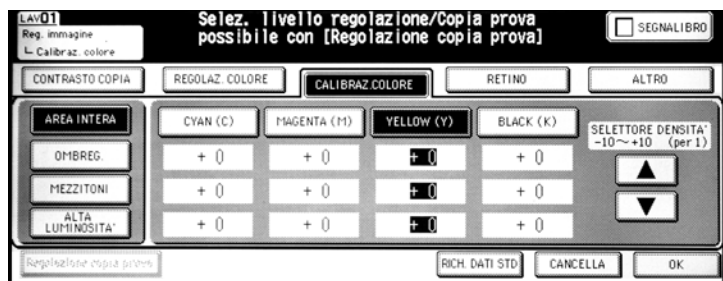 LAV01
Reg. immagine
Calibraz. colore
Selez. livello regolazione/Copia prova
possibile con [Regolazione copia prova]
SEGNALIBRO
CONTRASTO COPIA
REGOLAZ. COLORE
CALIBRAZ.COLORE
RETINO
ALTRO
AREA INTERA
CYAN (C)
MAGENTA (M)
YELLOW (Y)
BLACK (K)
SELETTORE DENSITA'
-10~+10 (per 1)
OMBREG.
+ 0
+ 0
+ 0
+ 0
MEZZITONI
+ 0
+ 0
+ 0
+ 0
ALTA
LUMINOSITA'
+ 0
+ 0
+ 0
+ 0
Regolazione copia prova
RICH. DATI STD
CANCELLA
OK